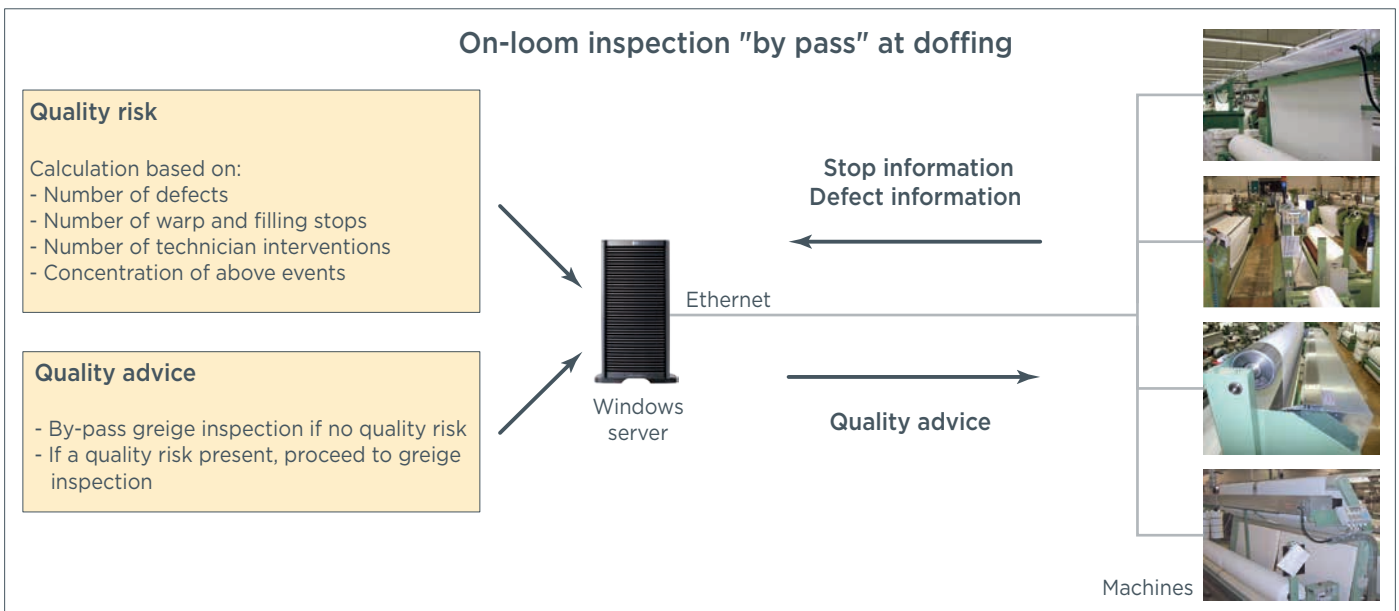 On-loom inspection "by pass" at doffing
Quality risk
Calculation based on:
- Number of defects
- Number of warp and filling stops
- Number of technician interventions
- Concentration of above events
Quality advice
- By-pass greige inspection if no quality risk
- If a quality risk present, proceed to greige
inspection
Windows
server
Ethernet
Stop information
Defect information
Quality advice
Machines